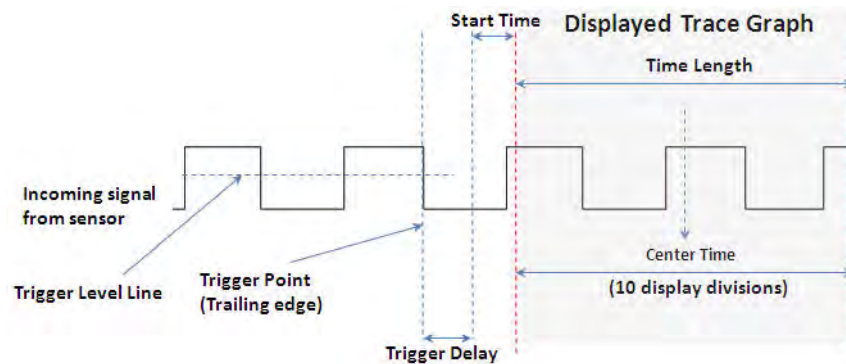 Start Time
Displayed Trace Graph
Time Length
Incoming signal
from sensor
Trigger Level Line
Trigger Point
(Trailing edge)
Center Time
(10 display divisions)
Trigger Delay